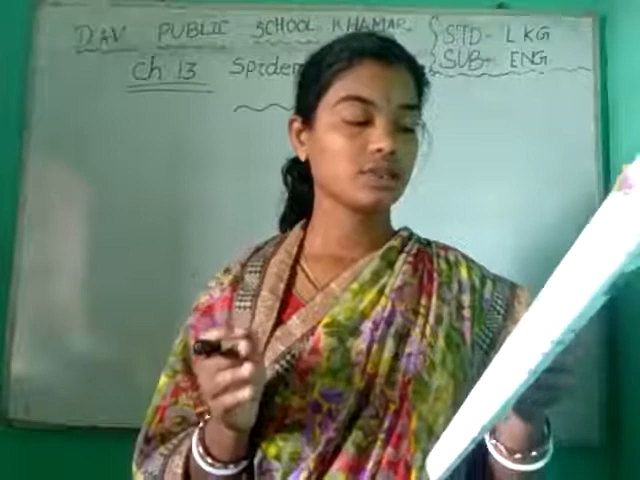 DAV PUBLIC SCHOOL KHAMAR
STD- LKG
SUB- ENG
Ch 13